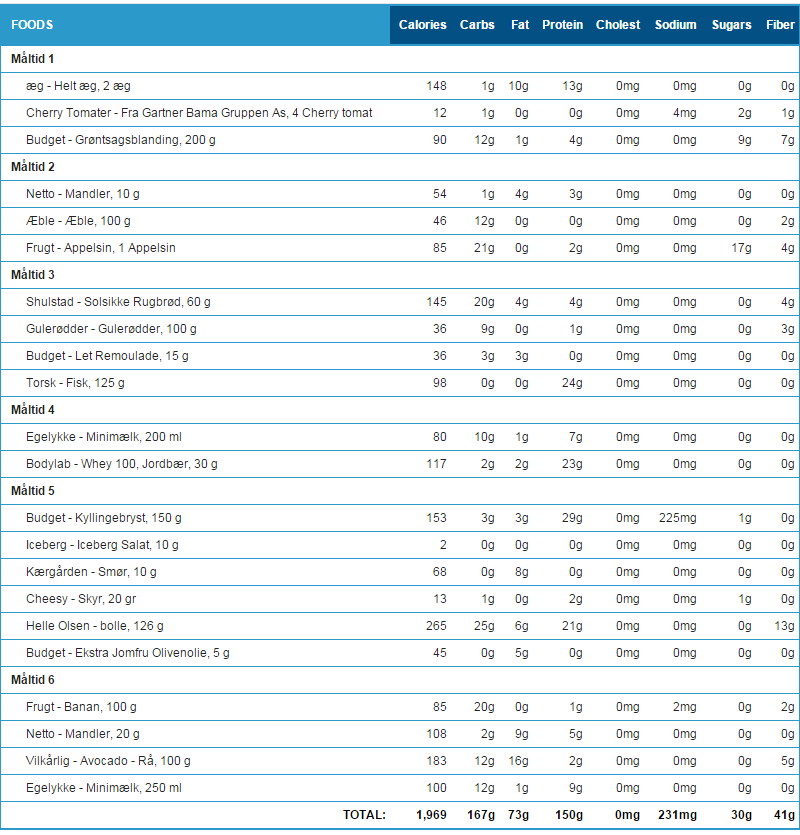 FOODS Calories Carbs Fat Protein Cholest Sodium Sugars Fiber
Måltid 1
æg - Helt æg, 2 æg 148 1g 10g 13g 0mg 0mg 0g 0g
Cherry Tomater - Fra Gartner Bama Gruppen As, 4 Cherry tomat 12 1g 0g 0g 0mg 4mg 2g 1g
Budget - Grøntsagsblanding, 200 g 90 12g 1g 4g 0mg 0mg 9g 7g
Måltid 2
Netto - Mandler, 10 g 54 1g 4g 3g 0mg 0mg 0g 0g
Æble - Æble, 100 g 46 12g 0g 0g 0mg 0mg 0g 2g
Frugt - Appelsin, 1 Appelsin 85 21g 0g 2g 0mg 0mg 17g 4g
Måltid 3
Shulstad - Solsikke Rugbrød, 60 g 145 20g 4g 4g 0mg 0mg 0g 4g
Gulerødder - Gulerødder, 100 g 36 9g 0g 1g 0mg 0mg 0g 3g
Budget - Let Remoulade, 15 g 36 3g 3g 0g 0mg 0mg 0g 0g
Torsk - Fisk, 125 g 98 0g 0g 24g 0mg 0mg 0g 0g
Måltid 4
Egelykke - Minimælk, 200 ml 80 10g 1g 7g 0mg 0mg 0g 0g
Bodylab - Whey 100, Jordbær, 30 g 117 2g 2g 23g 0mg 0mg 0g 0g
Måltid 5
Budget - Kyllingebryst, 150 g 153 3g 3g 29g 0mg 225mg 1g 0g
Iceberg - Iceberg Salat, 10 g 2 0g 0g 0g 0mg 0mg 0g 0g
Kærgården - Smør, 10 g 68 0g 8g 0g 0mg 0mg 0g 0g
Cheesy - Skyr, 20 gr 13 1g 0g 2g 0mg 0mg 1g 0g
Helle Olsen - bolle, 126 g 265 25g 6g 21g 0mg 0mg 0g 13g
Budget - Ekstra Jomfru Olivenolie, 5 g 45 0g 5g 0g 0mg 0mg 0g 0g
Måltid 6
Frugt - Banan, 100 g 85 20g 0g 1g 0mg 2mg 0g 2g
Netto - Mandler, 20 g 108 2g 9g 5g 0mg 0mg 0g 0g
Vilkårlig - Avocado - Rå, 100 g 183 12g 16g 2g 0mg 0mg 0g 5g
Egelykke - Minimælk, 250 ml 100 12g 1g 9g 0mg 0mg 0g 0g
TOTAL: 1,969 167g 73g 150g 0mg 231mg 30g 41g